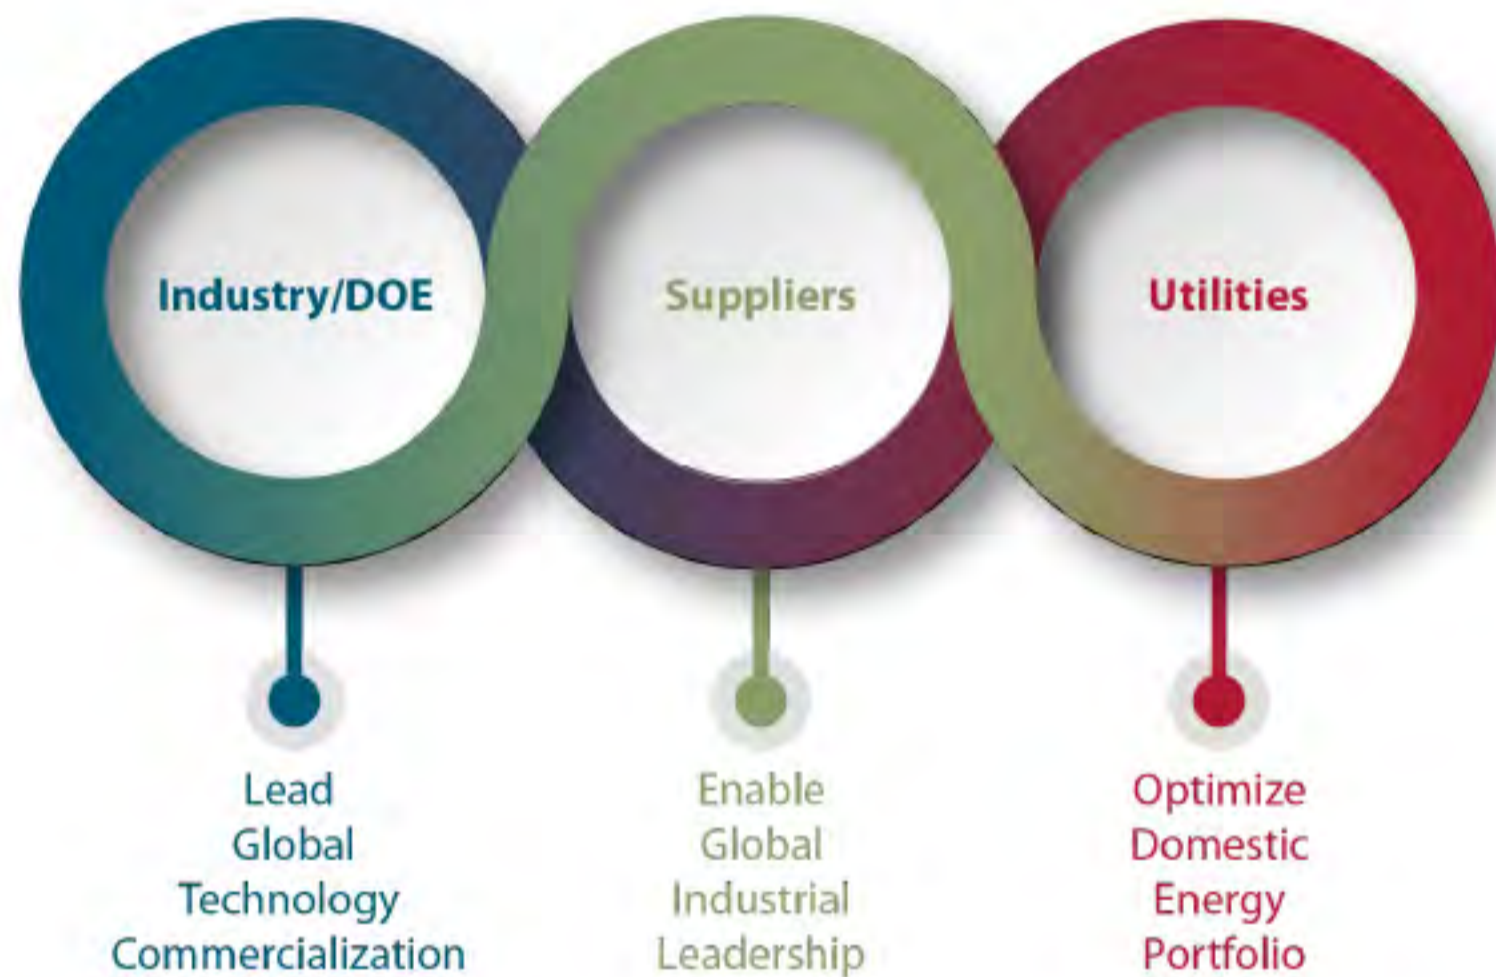 Industry/DOE
Suppliers
Utilities
Lead
Global
Technology
Commercialization
Enable
Global
Industrial
Leadership
Optimize
Domestic
Energy
Portfolio